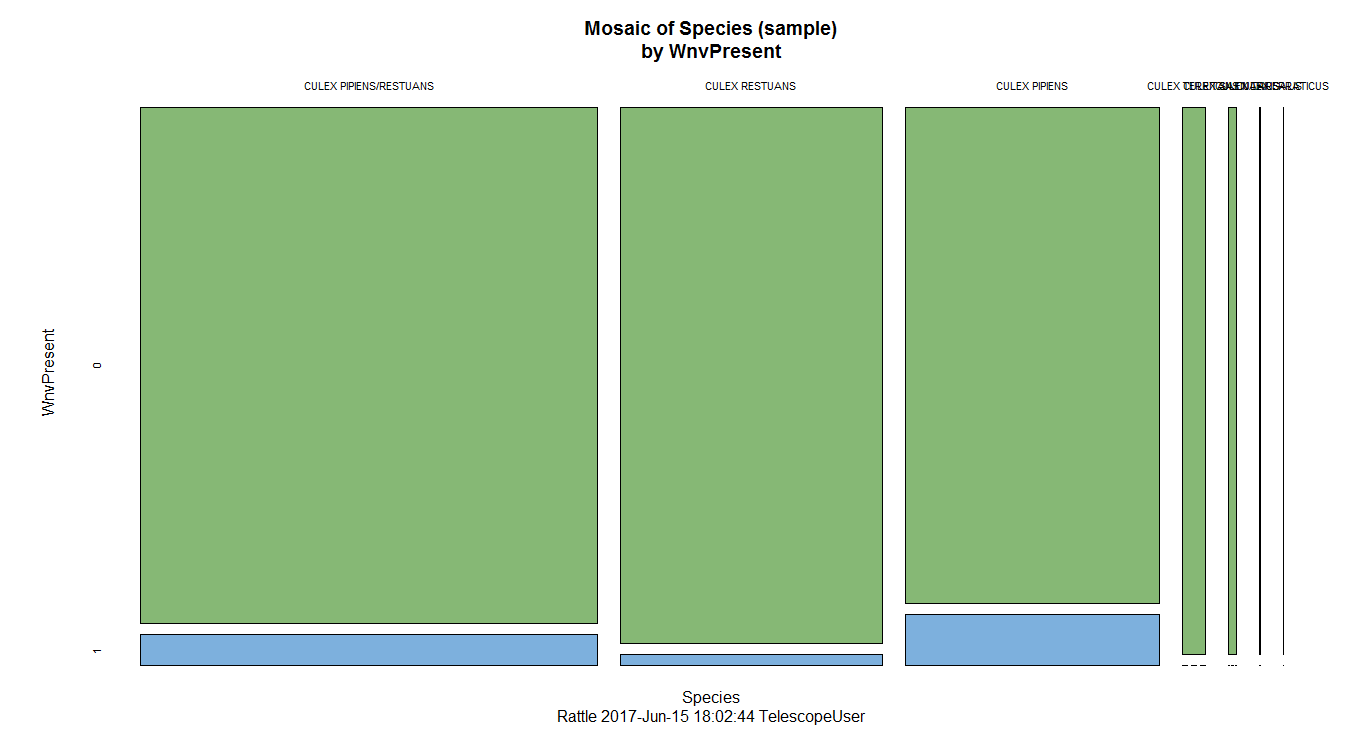 Mosaic of Species (sample)
by WnvPresent
CULEX PIPIENS/RESTUANS
CULEX RESTUANS
CULEX PIPIENS
CULEX
WnvPresent
0
1
Species
Rattle 2017-Jun-15 18:02:44 TelescopeUser